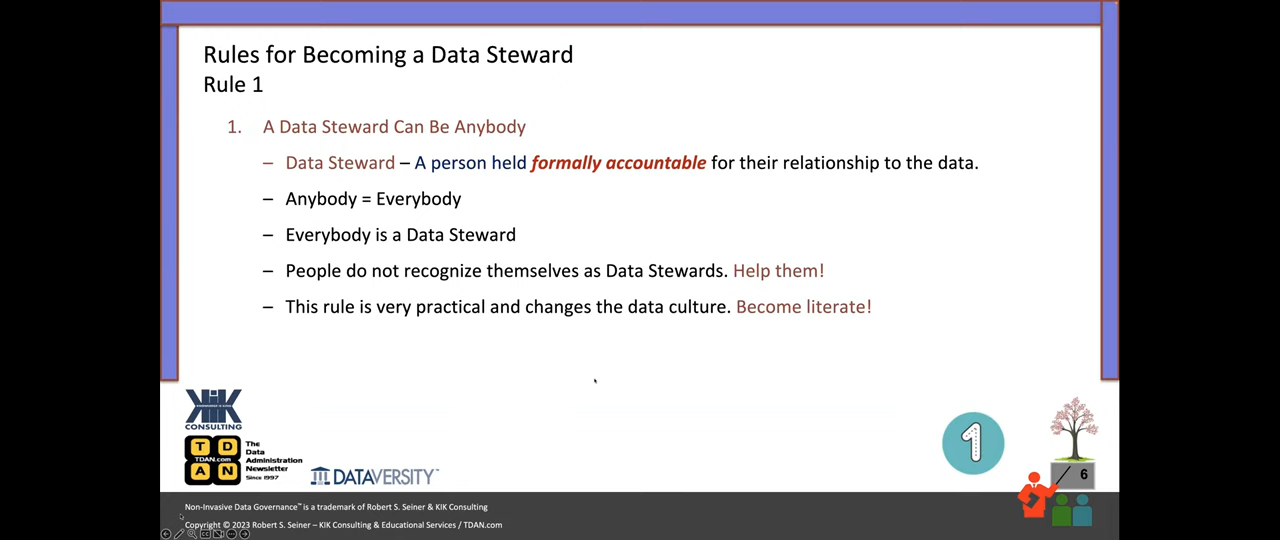 Rules for Becoming a Data Steward
Rule 1
1. A Data Steward Can Be Anybody
– Data Steward – A person held formally accountable for their relationship to the data.
– Anybody = Everybody
– Everybody is a Data Steward
– People do not recognize themselves as Data Stewards. Help them!
– This rule is very practical and changes the data culture. Become literate!
KIK
CONSULTING
T D
TDAN.com
A N
The
Data
Administration
Newsletter
Since 1997
DATAVERSITY™
1
6
Non-Invasive Data Governance™ is a trademark of Robert S. Seiner & KIK Consulting
Copyright © 2023 Robert S. Seiner – KIK Consulting & Educational Services / TDAN.com